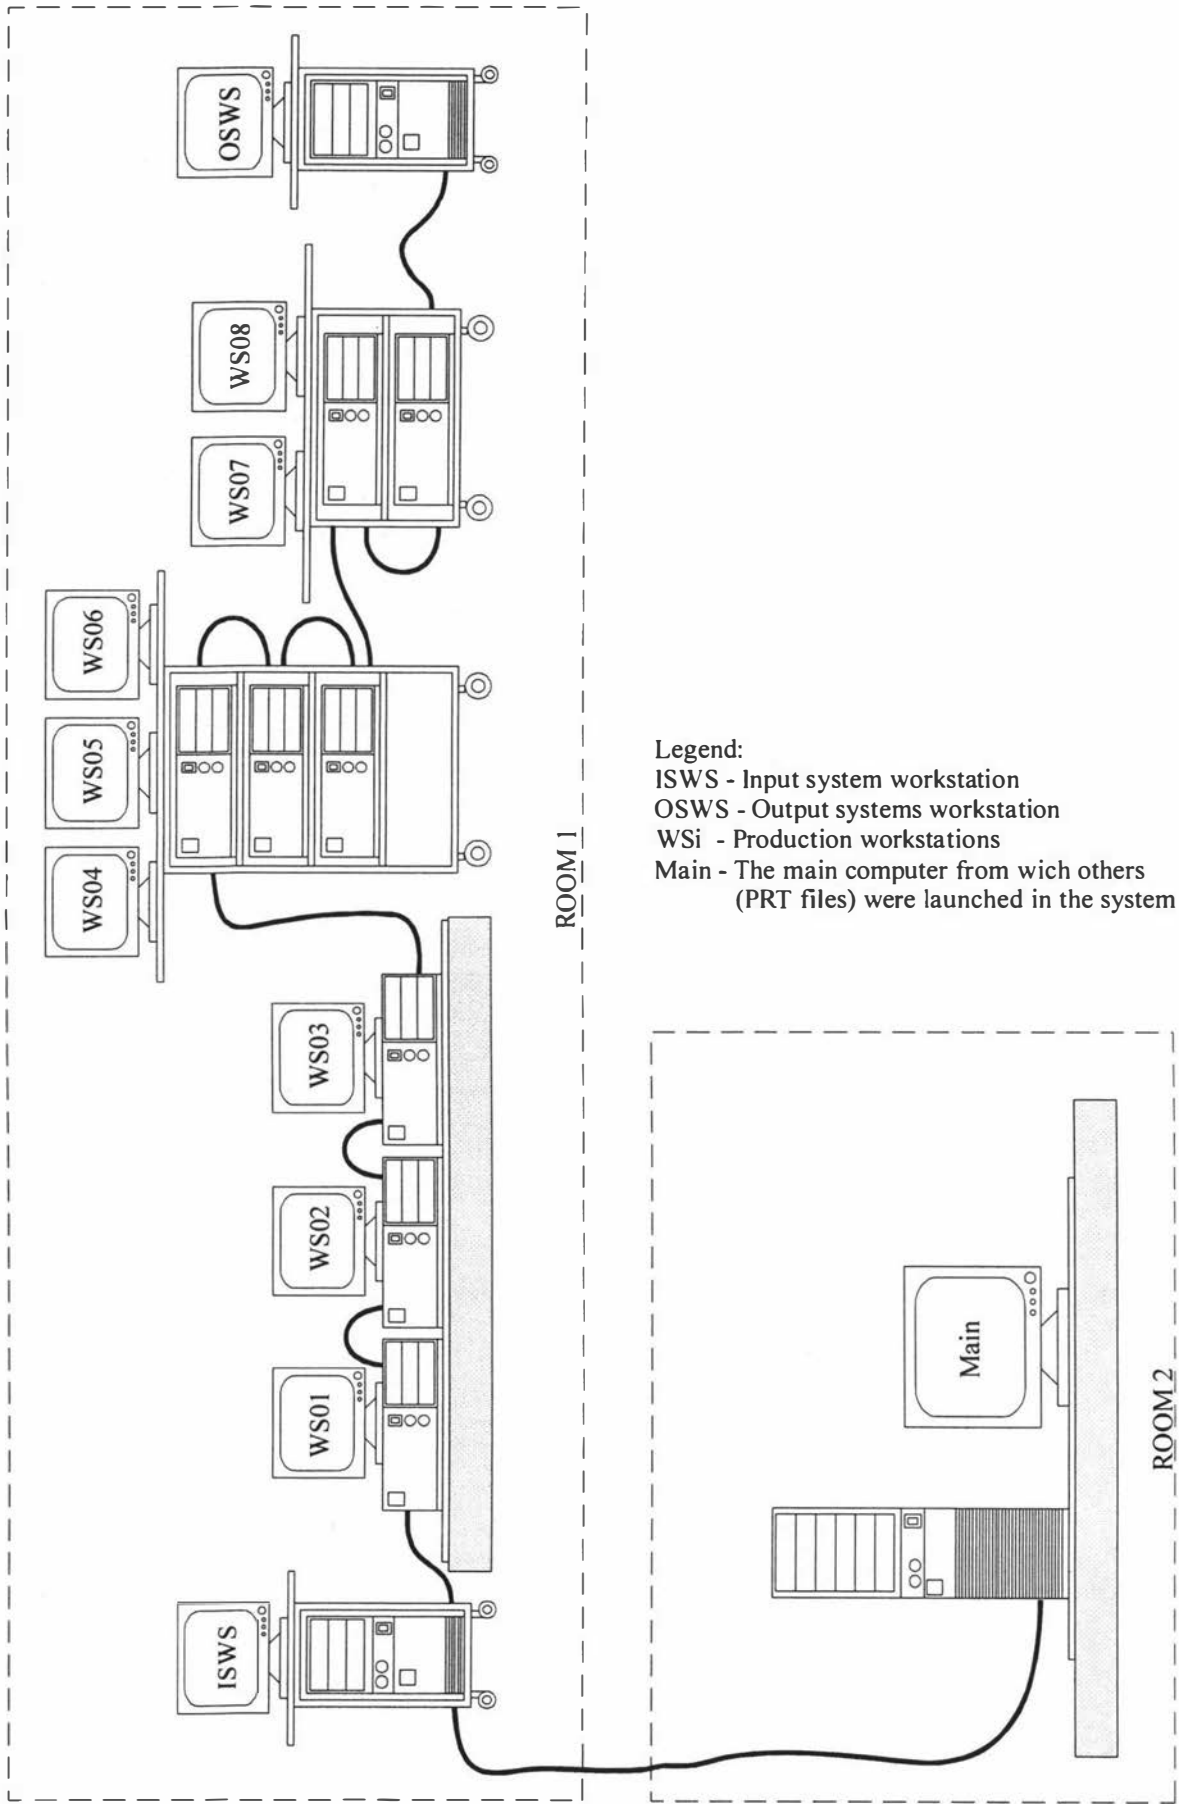 OSWS
WS08
WS07
WS06
WS05
WS04
WS03
WS02
WS01
ISWS
ROOM 1
Legend:
ISWS - Input system workstation
OSWS - Output systems workstation
WSi - Production workstations
Main - The main computer from wich others
(PRT files) were launched in the system
Main
ROOM 2